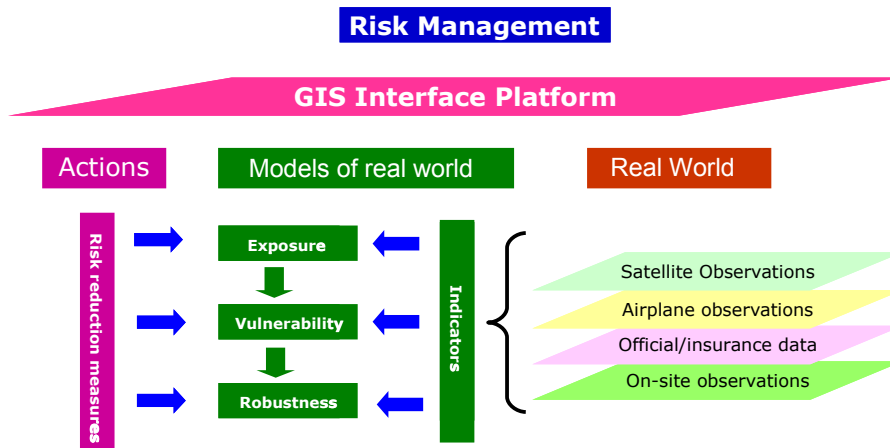 Risk Management
GIS Interface Platform
Actions
Models of real world
Real World
Risk reduction measures
Exposure
Vulnerability
Robustness
Indicators
Satellite Observations
Airplane observations
Official/insurance data
On-site observations